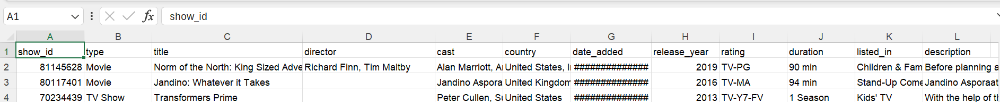 A1 fx show_id
A B C D E F G H I J K L
1 show_id type title director cast country date_added release_year rating duration listed_in description
2 81145628 Movie Norm of the North: King Sized Adve Richard Finn, Tim Maltby Alan Marriott, A United States, I ############## 2019 TV-PG 90 min Children & Fam Before planning a
3 80117401 Movie Jandino: Whatever it Takes Jandino Aspora United Kingdom ############## 2016 TV-MA 94 min Stand-Up Come Jandino Asporaat
4 70234439 TV Show Transformers Prime Peter Cullen, Su United States ############## 2013 TV-Y7-FV 1 Season Kids' TV With the help of th